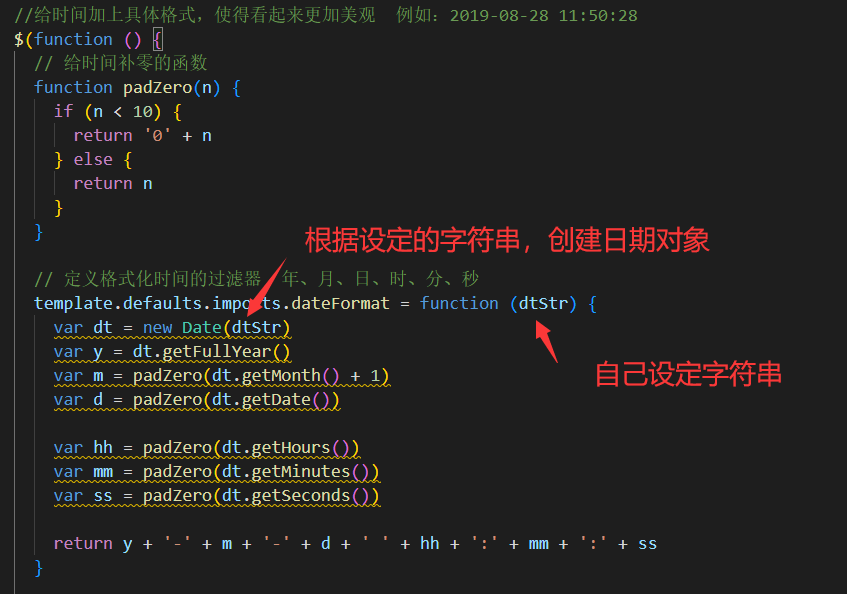 //给时间加上具体格式，使得看起来更加美观  例如：2019-08-28 11:50:28
$(function () {
// 给时间补零的函数
function padZero(n) {
if (n < 10) {
return '0' + n
} else {
return n
}
}
根据设定的字符串，创建日期对象
// 定义格式化时间的过滤器 年、月、日、时、分、秒
template.defaults.imports.dateFormat = function (dtStr) {
var dt = new Date(dtStr)
var y = dt.getFullYear()
var m = padZero(dt.getMonth() + 1)
自己设定字符串
var d = padZero(dt.getDate())
var hh = padZero(dt.getHours())
var mm = padZero(dt.getMinutes())
var ss = padZero(dt.getSeconds())
return y + '-' + m + '-' + d + ' ' + hh + ':' + mm + ':' + ss
}